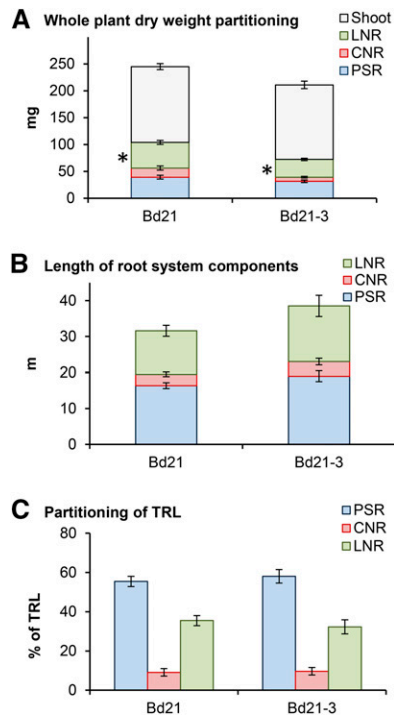 A Whole plant dry weight partitioning
Shoot
LNR
CNR
PSR
250
200
150
100
50
0
mg
*
*
Bd21 Bd21-3
B Length of root system components
LNR
CNR
PSR
40
30
20
10
0
m
Bd21 Bd21-3
C Partitioning of TRL
PSR
CNR
LNR
80
60
40
20
0
% of TRL
Bd21 Bd21-3